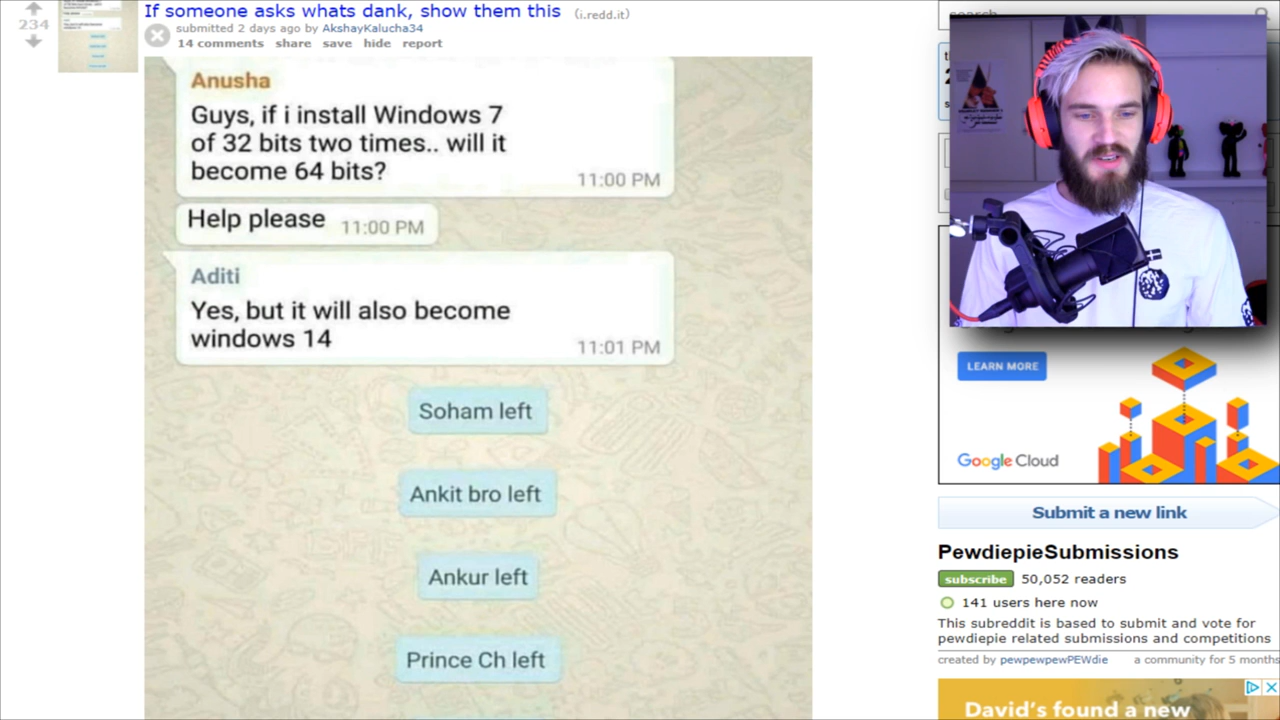 234
If someone asks whats dank, show them this (i.redd.it)
submitted 2 days ago by AkshayKalucha34
14 comments share save hide report
Anusha
Guys, if i install Windows 7
of 32 bits two times.. will it
become 64 bits?
11:00 PM
Help please 11:00 PM
Aditi
Yes, but it will also become
windows 14
11:01 PM
Soham left
Ankit bro left
Ankur left
Prince Ch left
LEARN MORE
Google Cloud
Submit a new link
PewdiepieSubmissions
subscribe 50,052 readers
141 users here now
This subreddit is based to submit and vote for
pewdiepie related submissions and competitions
created by pewpewpewPEWdie a community for 5 months
David's found a new